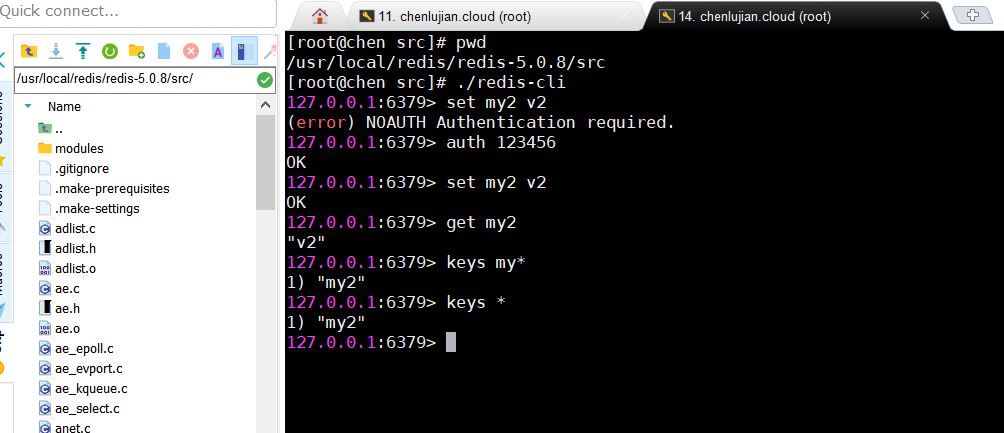 Quick connect...
11. chenlujian.cloud (root)
14. chenlujian.cloud (root)
/usr/local/redis/redis-5.0.8/src/
Name
..
modules
.gitignore
.make-prerequisites
.make-settings
adlist.c
adlist.h
adlist.o
ae.c
ae.h
ae.o
ae_epoll.c
ae_evport.c
ae_kqueue.c
ae_select.c
anet.c
[root@chen src]# pwd
/usr/local/redis/redis-5.0.8/src
[root@chen src]# ./redis-cli
127.0.0.1:6379> set my2 v2
(error) NOAUTH Authentication required.
127.0.0.1:6379> auth 123456
OK
127.0.0.1:6379> set my2 v2
OK
127.0.0.1:6379> get my2
"v2"
127.0.0.1:6379> keys my*
1) "my2"
127.0.0.1:6379> keys *
1) "my2"
127.0.0.1:6379>